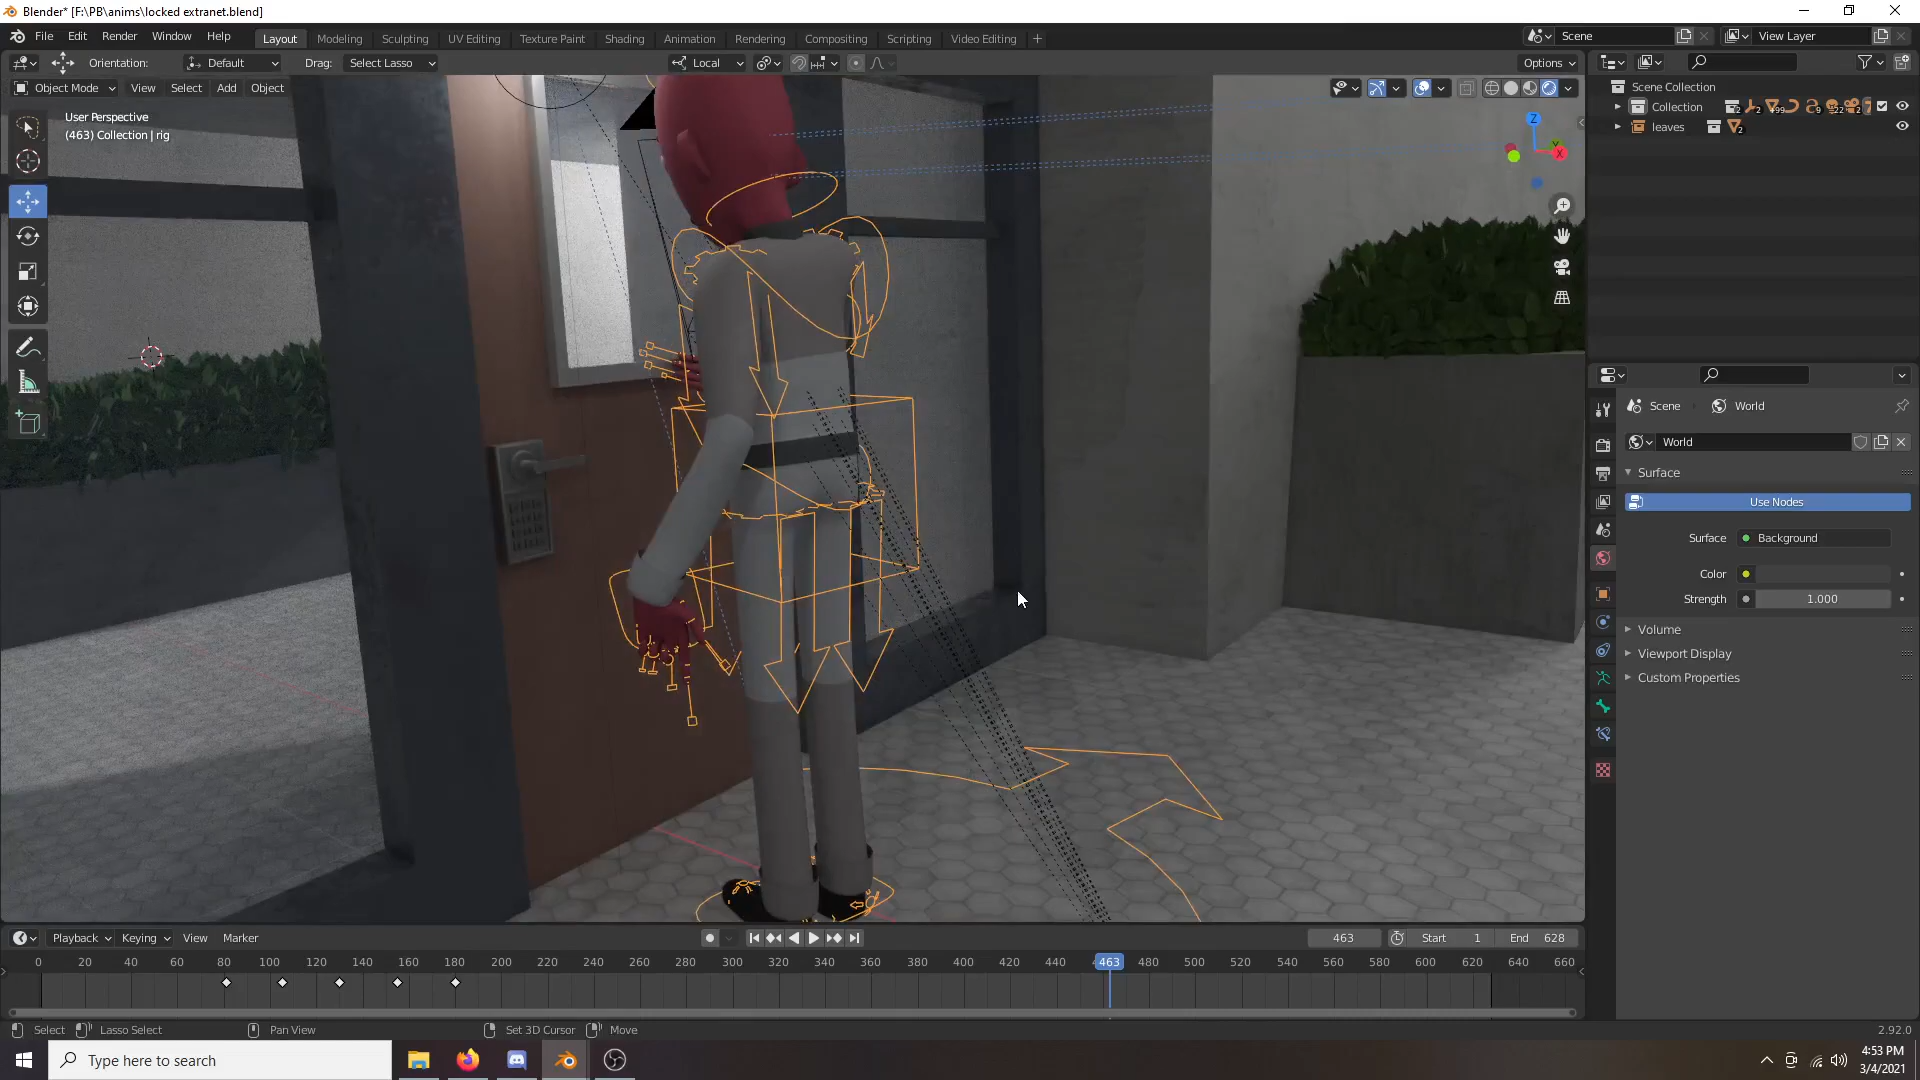 Blender* [F:\PB\anims\locked extranet.blend]
File Edit Render Window Help
Layout Modeling Sculpting UV Editing Texture Paint Shading Animation Rendering Compositing Scripting Video Editing +
Scene
View Layer
Orientation: Default Drag: Select Lasso
Local
Options
Object Mode View Select Add Object
User Perspective
(463) Collection | rig
Z
Y
X
Scene Collection
Collection
leaves
Scene World
World
Surface
Use Nodes
Surface Background
Color
Strength 1.000
Volume
Viewport Display
Custom Properties
Playback Keying View Marker
463 Start 1 End 628
0 20 40 60 80 100 120 140 160 180 200 220 240 260 280 300 320 340 360 380 400 420 440 463 480 500 520 540 560 580 600 620 640 660
Select Lasso Select Pan View Set 3D Cursor Move
2.92.0
Type here to search
4:53 PM
3/4/2021